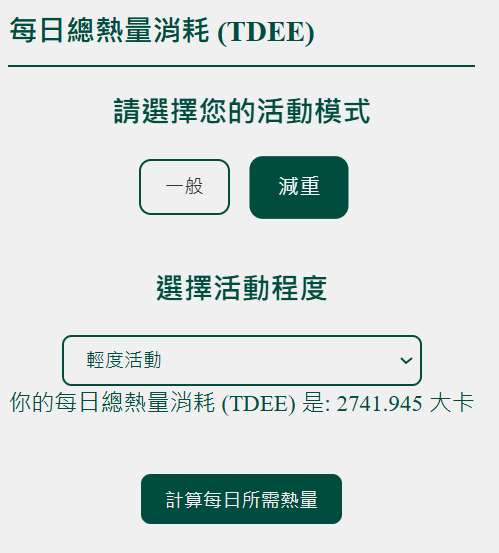 每日總熱量消耗 (TDEE)
請選擇您的活動模式
一般
減重
選擇活動程度
輕度活動
你的每日總熱量消耗 (TDEE) 是: 2741.945 大卡
計算每日所需熱量